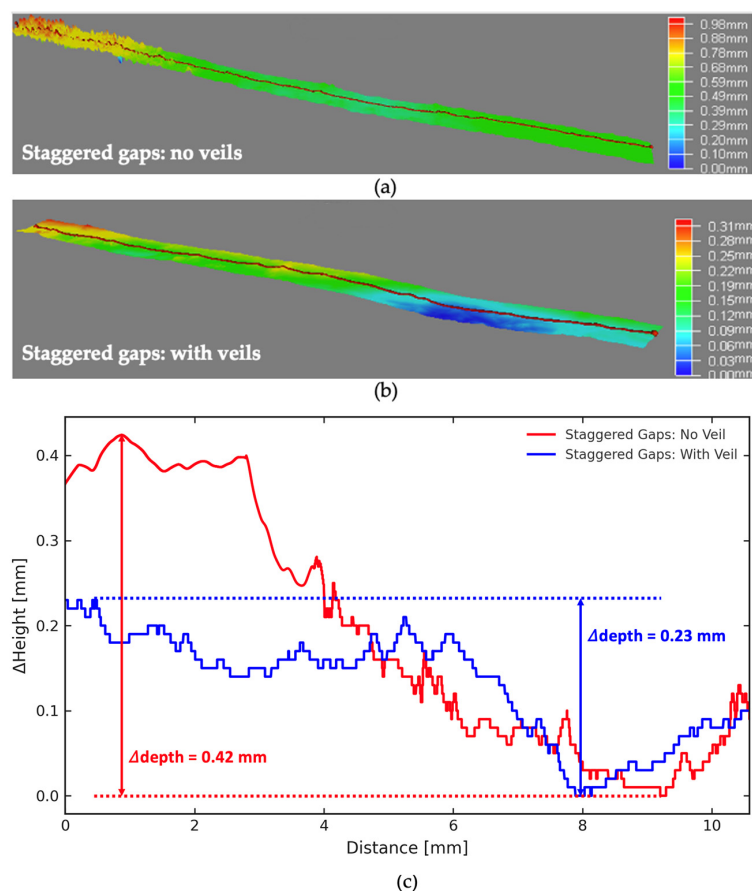 0.98mm
0.88mm
0.78mm
0.68mm
0.59mm
0.49mm
0.39mm
0.29mm
0.20mm
0.10mm
0.00mm
Staggered gaps: no veils
(a)
0.31mm
0.28mm
0.25mm
0.22mm
0.19mm
0.15mm
0.12mm
0.09mm
0.06mm
0.03mm
0.00mm
Staggered gaps: with veils
(b)
Staggered Gaps: No Veil
Staggered Gaps: With Veil
0.4
0.3
0.2
0.1
0.0
ΔHeight [mm]
Δdepth = 0.23 mm
Δdepth = 0.42 mm
0 2 4 6 8 10
Distance [mm]
(c)